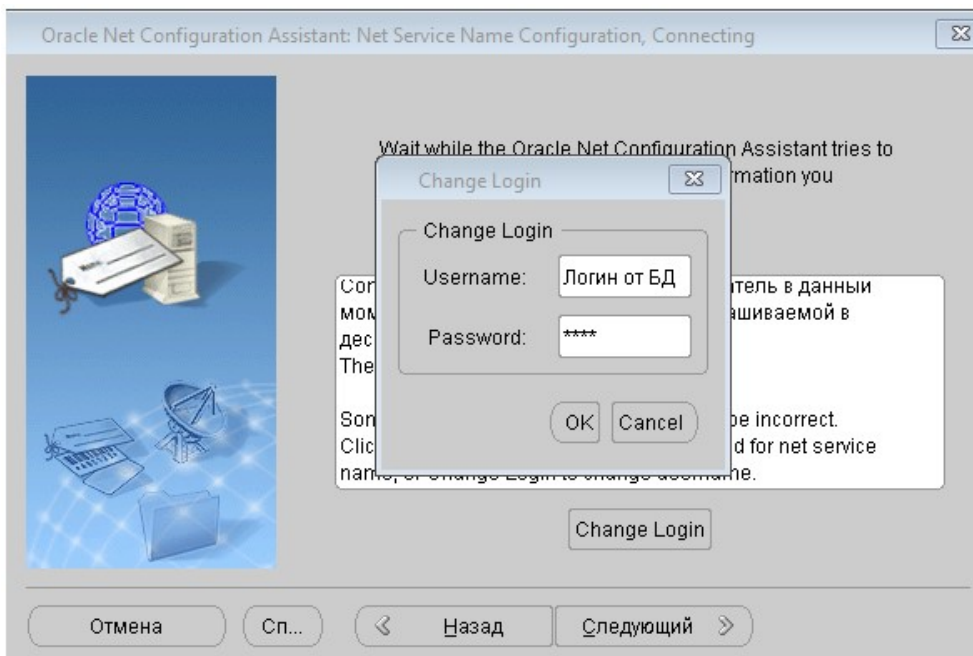 Oracle Net Configuration Assistant: Net Service Name Configuration, Connecting
Wait while the Oracle Net Configuration Assistant tries to
rmation you
Change Login
Change Login
Username: Логин от БД
Password: ****
OK Cancel
Con тель в данный
мом ашиваемой в
дес
The
Som be incorrect.
Clic d for net service
name, or Change Login to change username.
Change Login
Отмена Сп... Назад Следующий